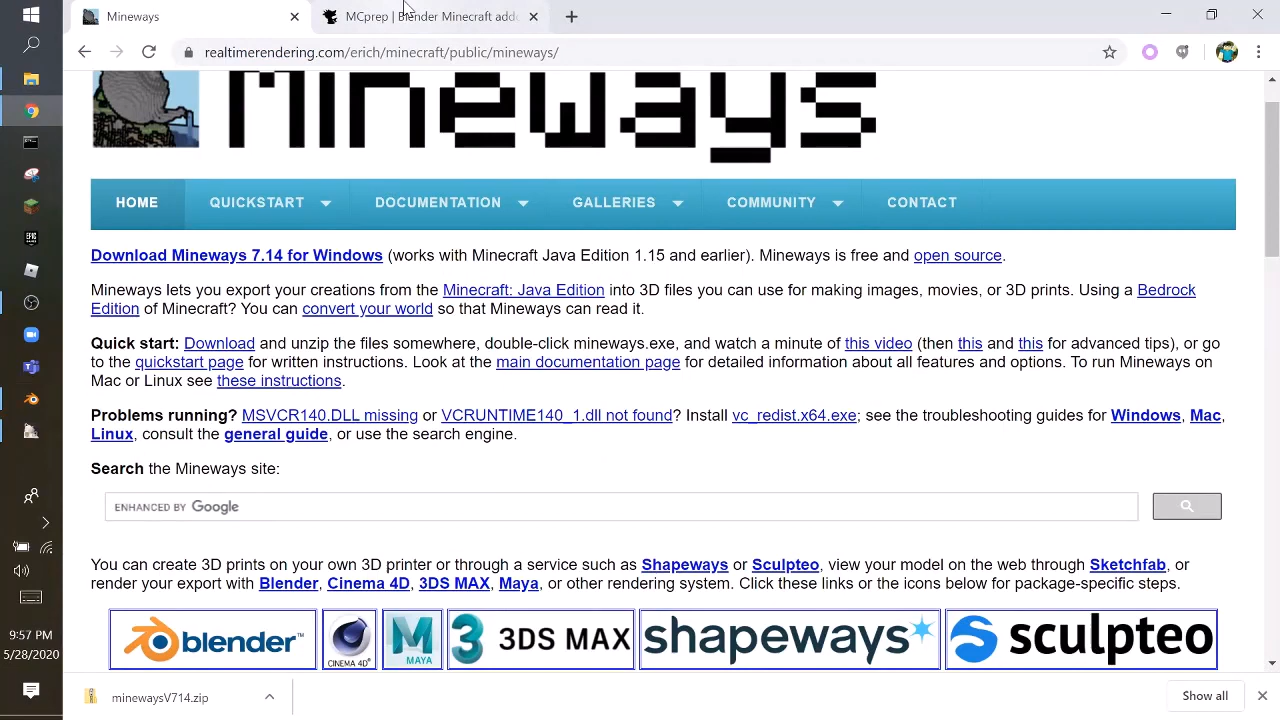 Mineways
MCprep | Blender Minecraft add
realtimerendering.com/erich/minecraft/public/mineways/
Mineways
HOME QUICKSTART DOCUMENTATION GALLERIES COMMUNITY CONTACT
Download Mineways 7.14 for Windows (works with Minecraft Java Edition 1.15 and earlier). Mineways is free and open source.
Mineways lets you export your creations from the Minecraft: Java Edition into 3D files you can use for making images, movies, or 3D prints. Using a Bedrock
Edition of Minecraft? You can convert your world so that Mineways can read it.
Quick start: Download and unzip the files somewhere, double-click mineways.exe, and watch a minute of this video (then this and this for advanced tips), or go
to the quickstart page for written instructions. Look at the main documentation page for detailed information about all features and options. To run Mineways on
Mac or Linux see these instructions.
Problems running? MSVCR140.DLL missing or VCRUNTIME140_1.dll not found? Install vc_redist.x64.exe; see the troubleshooting guides for Windows, Mac,
Linux, consult the general guide, or use the search engine.
Search the Mineways site:
ENHANCED BY Google
You can create 3D prints on your own 3D printer or through a service such as Shapeways or Sculpteo, view your model on the web through Sketchfab, or
render your export with Blender, Cinema 4D, 3DS MAX, Maya, or other rendering system. Click these links or the icons below for package-specific steps.
blender™ CINEMA 4D® MAYA 3 3DS MAX shapeways sculpteo
EPIC GAMES
9:57 PM
5/28/2020
minewaysV714.zip
Show all